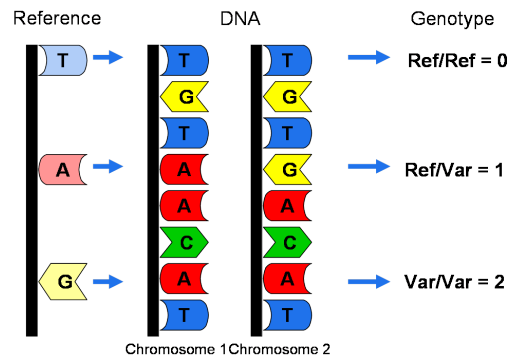 Reference DNA Genotype
T T T Ref/Ref = 0
G G
T T
A A G Ref/Var = 1
A A
C C
G A A Var/Var = 2
T T
Chromosome 1 Chromosome 2